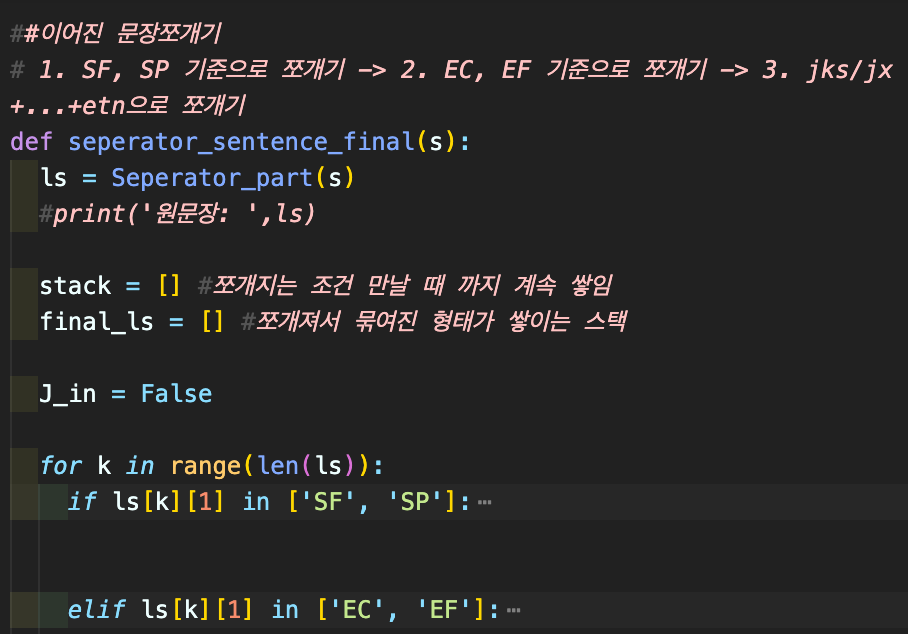 ##이어진 문장쪼개기
# 1. SF, SP 기준으로 쪼개기 -> 2. EC, EF 기준으로 쪼개기 -> 3. jks/jx
+...+etn으로 쪼개기
def seperator_sentence_final(s):
ls = Seperator_part(s)
#print('원문장: ',ls)
stack = [] #쪼개지는 조건 만날 때 까지 계속 쌓임
final_ls = [] #쪼개져서 묶여진 형태가 쌓이는 스택
J_in = False
for k in range(len(ls)):
if ls[k][1] in ['SF', 'SP']:⋯
elif ls[k][1] in ['EC', 'EF']:⋯